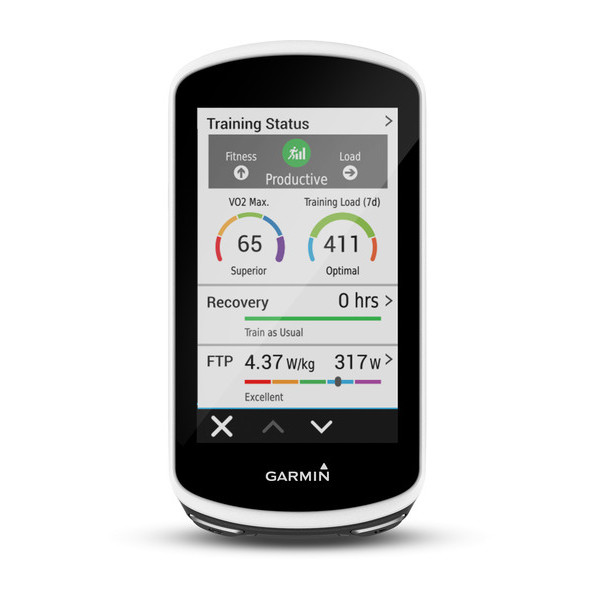 Training Status
Fitness Load
Productive
VO2 Max. Training Load (7d)
65 411
Superior Optimal
Recovery 0 hrs
Train as Usual
FTP 4.37 W/kg 317 W
Excellent
GARMIN